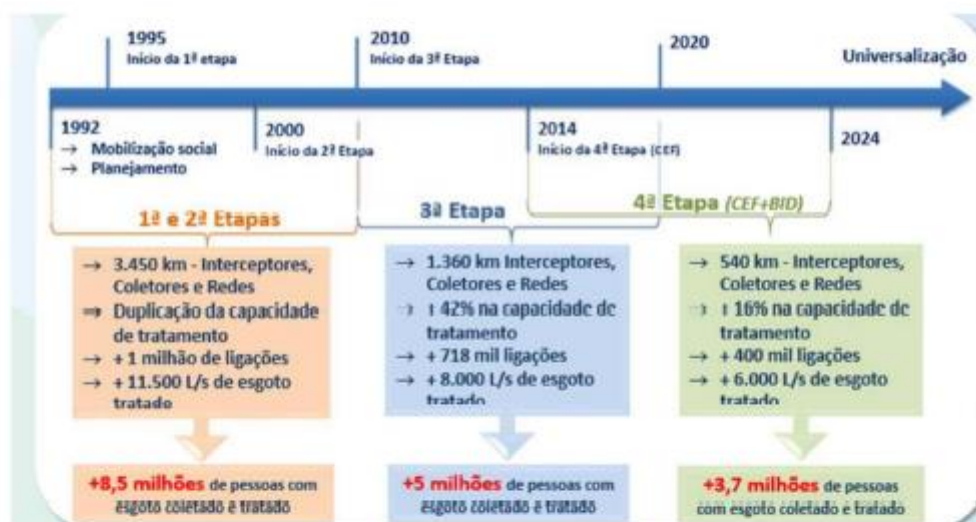 1995
Início da 1ª etapa
2010
Início da 3ª Etapa
2020
Universalização
1992
→ Mobilização social
→ Planejamento
2000
Início da 2ª Etapa
2014
Início da 4ª Etapa (CEF)
2024
1ª e 2ª Etapas
3ª Etapa
4ª Etapa (CEF+BID)
→ 3.450 km - Interceptores,
Coletores e Redes
⇒ Duplicação da capacidade
de tratamento
→ + 1 milhão de ligações
→ + 11.500 L/s de esgoto
tratado
→ 1.360 km Interceptores,
Coletores e Redes
→ ↑ 42% na capacidade de
tratamento
→ + 718 mil ligações
→ + 8.000 L/s de esgoto
tratado
→ 540 km - Interceptores,
Coletores e Redes
→ ↑ 16% na capacidade de
tratamento
→ + 400 mil ligações
→ + 6.000 L/s de esgoto
tratado
+8,5 milhões de pessoas com
esgoto coletado e tratado
+5 milhões de pessoas com
esgoto coletado e tratado
+3,7 milhões de pessoas
com esgoto coletado e tratado